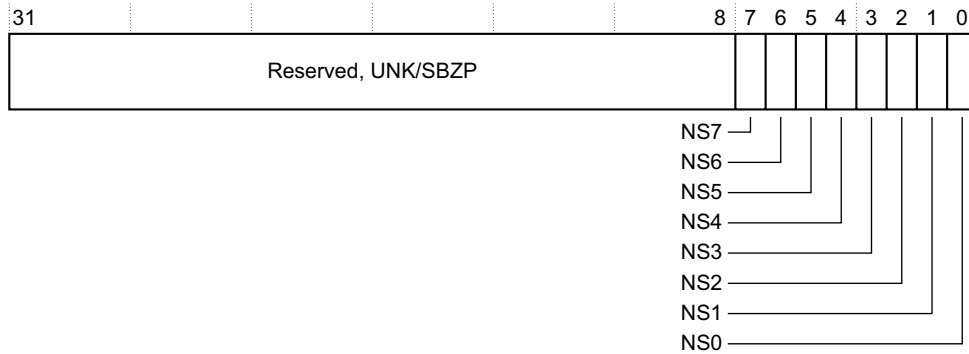 31 8 7 6 5 4 3 2 1 0
Reserved, UNK/SBZP
NS7
NS6
NS5
NS4
NS3
NS2
NS1
NS0